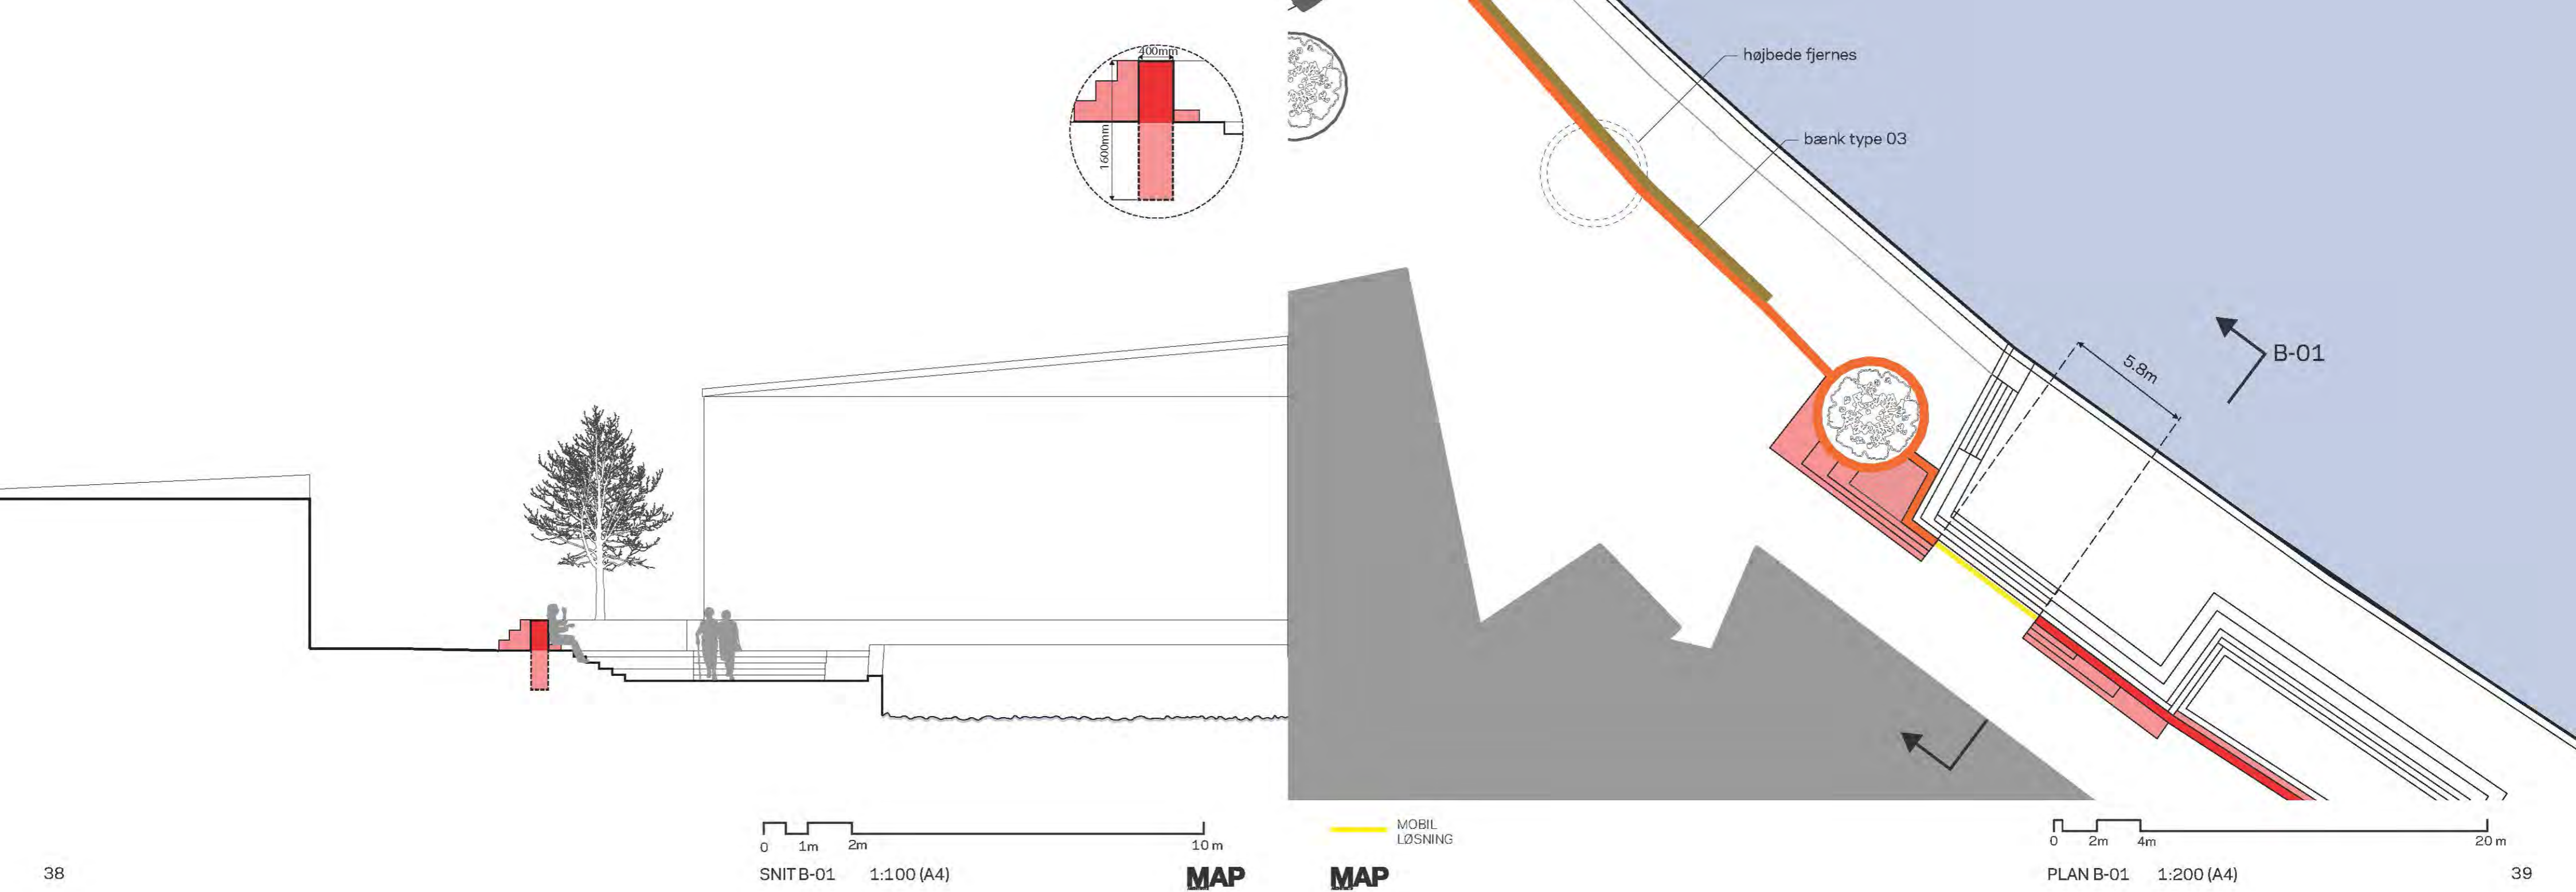 400mm
1600mm
højbede fjernes
bænk type 03
B-01
5.8m
0 1m 2m 10 m
SNIT B-01 1:100 (A4)
MAP
38
MOBIL
LØSNING
MAP
0 2m 4m 20 m
PLAN B-01 1:200 (A4)
39